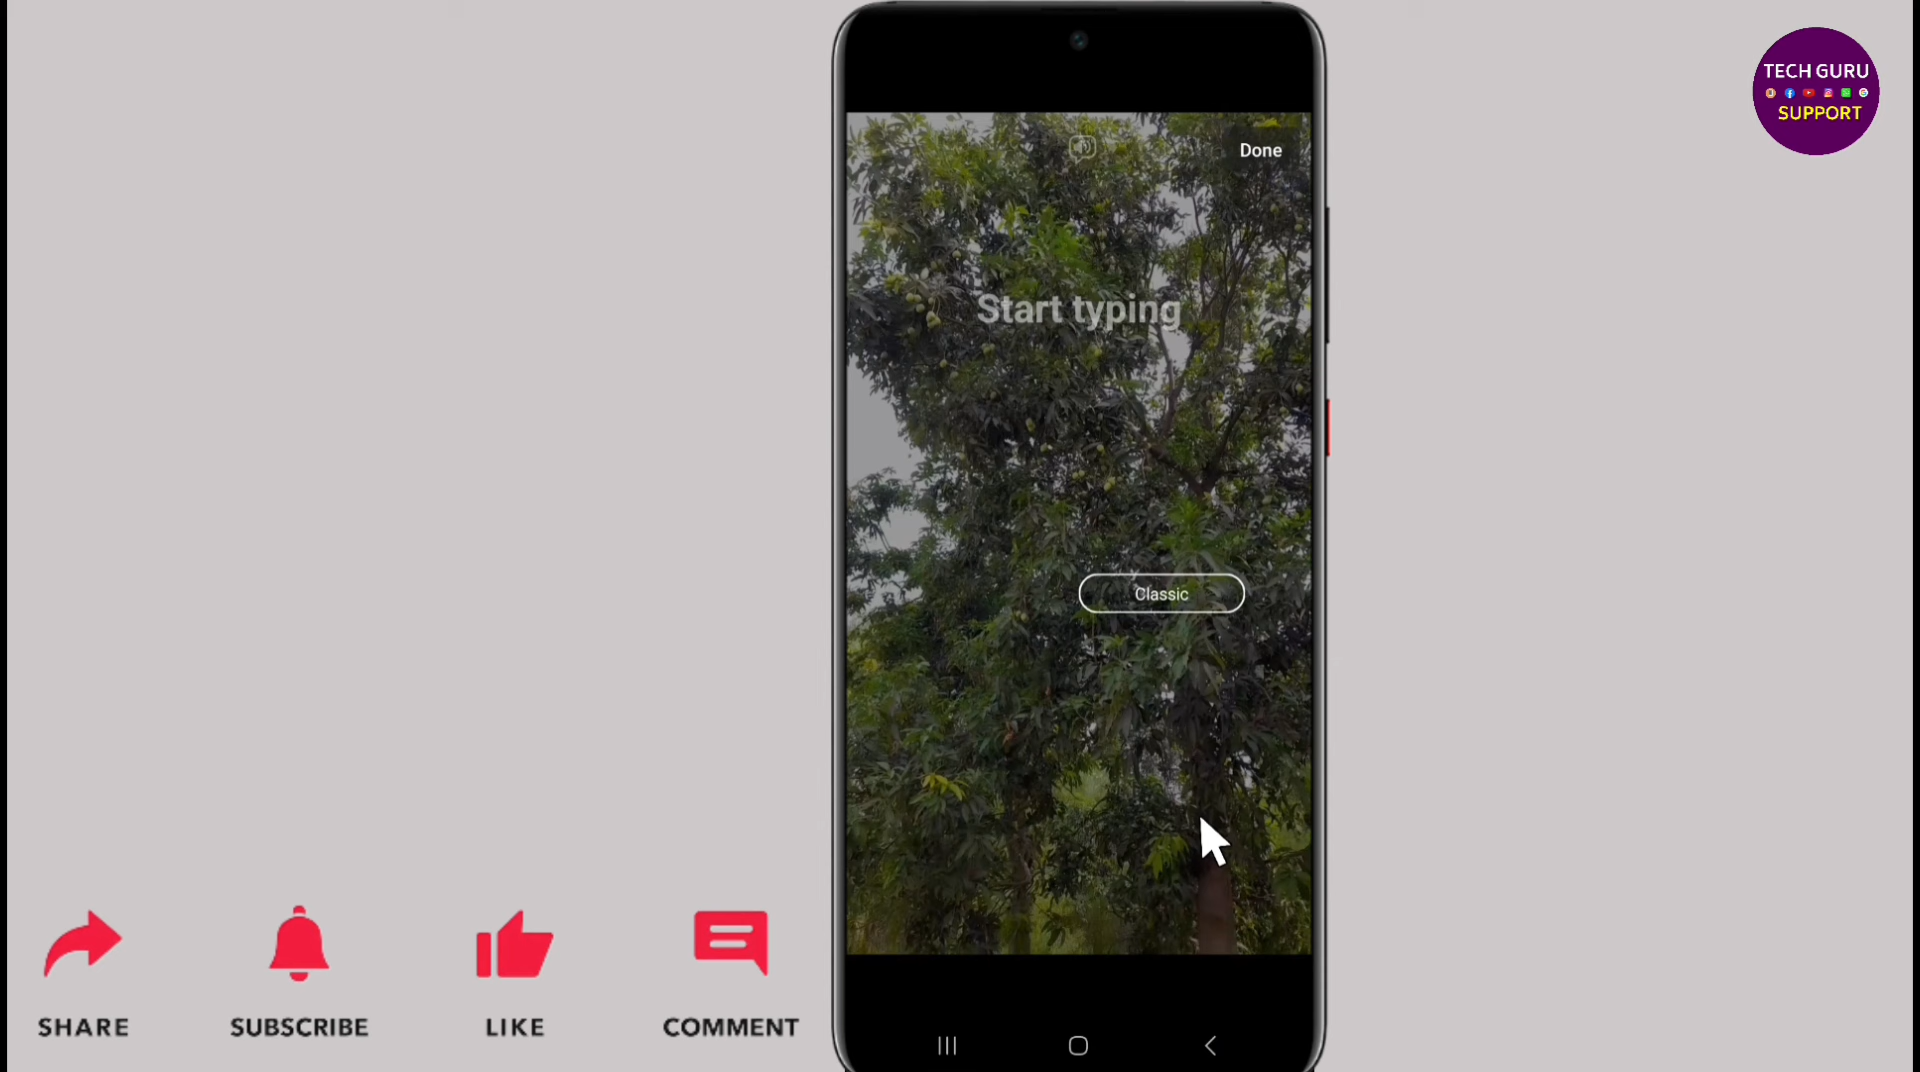 TECH GURU
SUPPORT
Done
Start typing
Classic
SHARE
SUBSCRIBE
LIKE
COMMENT